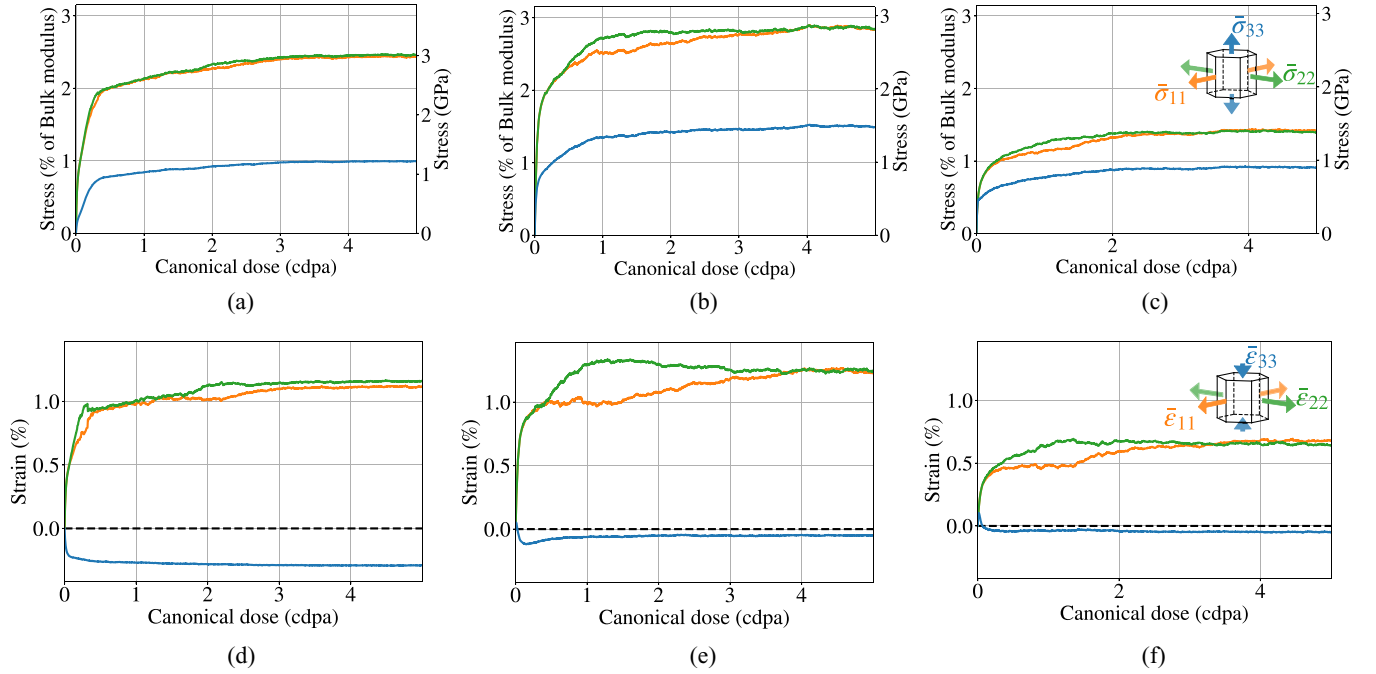 Stress (% of Bulk modulus)
3
2
1
0
0 1 2 3 4
3
2
1
0
Stress (GPa)
Canonical dose (cdpa)
(a)
Stress (% of Bulk modulus)
3
2
1
0
0 1 2 3 4
3
2
1
0
Stress (GPa)
Canonical dose (cdpa)
(b)
Stress (% of Bulk modulus)
3
2
1
0
0 2 4
3
2
1
0
Stress (GPa)
σ̄33
σ̄22
σ̄11
Canonical dose (cdpa)
(c)
Strain (%)
1.0
0.5
0.0
0 1 2 3 4
Canonical dose (cdpa)
(d)
Strain (%)
1.0
0.5
0.0
0 1 2 3 4
Canonical dose (cdpa)
(e)
Strain (%)
1.0
0.5
0.0
0 2 4
ε̄33
ε̄22
ε̄11
Canonical dose (cdpa)
(f)